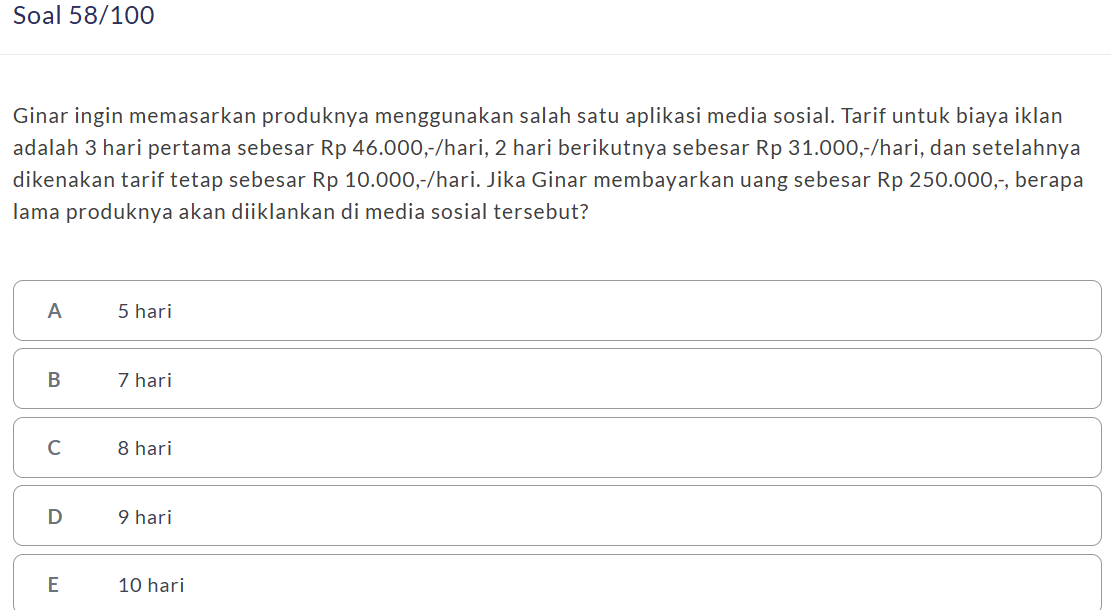 Soal 58/100
Ginar ingin memasarkan produknya menggunakan salah satu aplikasi media sosial. Tarif untuk biaya iklan
adalah 3 hari pertama sebesar Rp 46.000,-/hari, 2 hari berikutnya sebesar Rp 31.000,-/hari, dan setelahnya
dikenakan tarif tetap sebesar Rp 10.000,-/hari. Jika Ginar membayarkan uang sebesar Rp 250.000,-, berapa
lama produknya akan diiklankan di media sosial tersebut?
A 5 hari
B 7 hari
C 8 hari
D 9 hari
E 10 hari